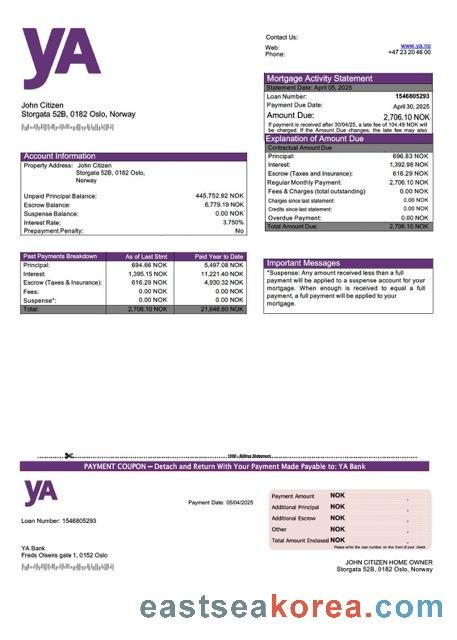 YA
Contact Us:
Web: www.ya.no
Phone: +47 23 20 46 00
John Citizen
Storgata 52B, 0182 Oslo, Norway
Mortgage Activity Statement
Statement Date: April 05, 2025
Loan Number: 1546805293
Payment Due Date: April 30, 2025
Amount Due: 2,706.10 NOK
If payment is received after 30/04/25, a late fee of 104.49 NOK will
be charged. If the Amount Due changes, the late fee may also
Explanation of Amount Due
Contractual Amount Due
Principal: 696.83 NOK
Interest: 1,392.98 NOK
Escrow (Taxes and Insurance): 616.29 NOK
Regular Monthly Payment: 2,706.10 NOK
Fees & Charges (total outstanding) 0.00 NOK
Charges since last statement: 0.00 NOK
Credits since last statement: 0.00 NOK
Overdue Payment: 0.00 NOK
Total Amount Due: 2,706.10 NOK
Account Information
Property Address: John Citizen
Storgata 52B, 0182 Oslo,
Norway
Unpaid Principal Balance: 445,752.92 NOK
Escrow Balance: 6,779.19 NOK
Suspense Balance: 0.00 NOK
Interest Rate: 3.750%
Prepayment Penalty: No
Past Payments Breakdown As of Last Stmt Paid Year to Date
Principal: 694.66 NOK 5,497.08 NOK
Interest: 1,395.15 NOK 11,221.40 NOK
Escrow (Taxes & Insurance): 616.29 NOK 4,930.32 NOK
Fees: 0.00 NOK 0.00 NOK
Suspense*: 0.00 NOK 0.00 NOK
Total: 2,706.10 NOK 21,648.80 NOK
Important Messages
*Suspense: Any amount received less than a full
payment will be applied to a suspense account for your
mortgage. When enough is received to equal a full
payment, a full payment will be applied to your
mortgage.
Billing Statement
PAYMENT COUPON – Detach and Return With Your Payment Made Payable to: YA Bank
YA
Payment Date: 05/04/2025
Loan Number: 1546805293
Payment Amount NOK .
Additional Principal NOK .
Additional Escrow NOK .
Other NOK .
Total Amount Enclosed NOK .
Please write the loan number on the front of your check
YA Bank
Freds Olsens gate 1, 0152 Oslo
JOHN CITIZEN HOME OWNER
Storgata 52B, 0182 Oslo, Norway
eastseakorea.com